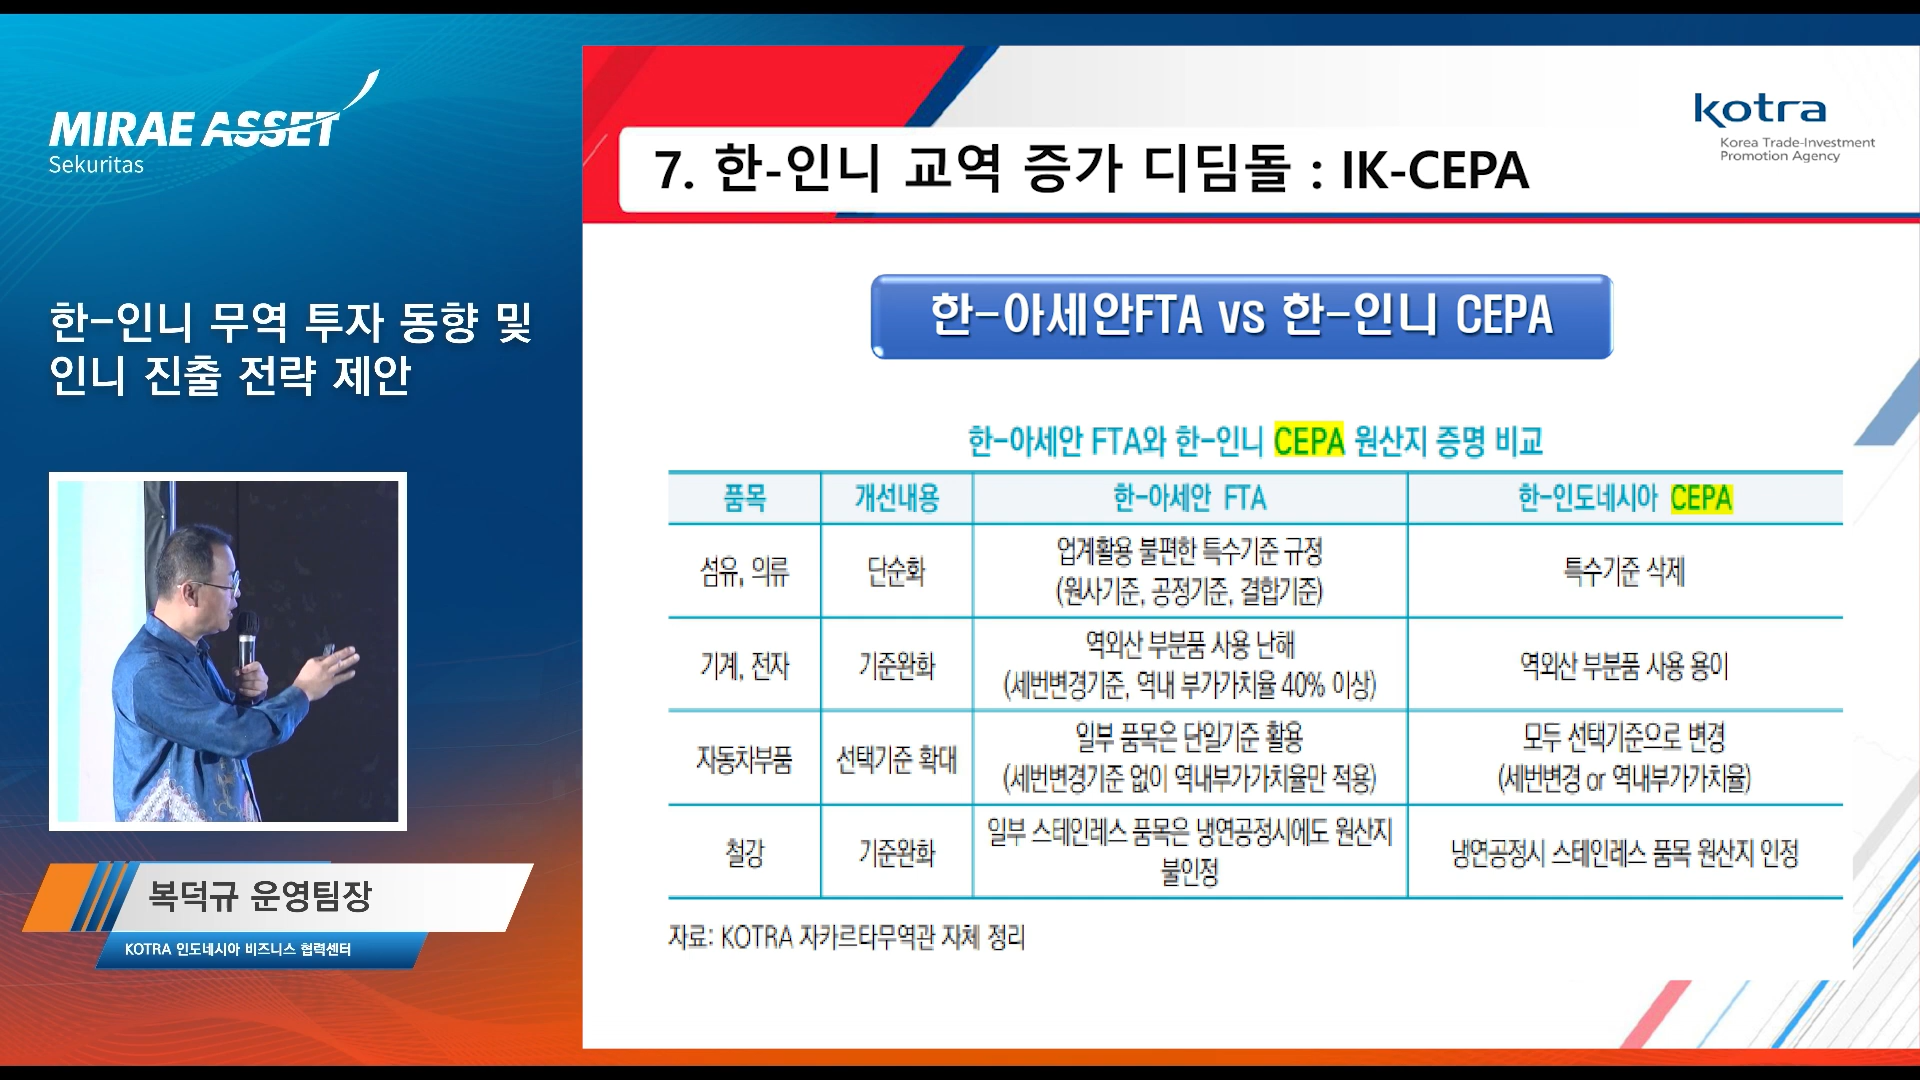 MIRAE ASSET
Sekuritas
한-인니 무역 투자 동향 및
인니 진출 전략 제안
복덕규 운영팀장
KOTRA 인도네시아 비즈니스 협력센터
kotra
Korea Trade-Investment
Promotion Agency
7. 한-인니 교역 증가 디딤돌 : IK-CEPA
한-아세안FTA vs 한-인니 CEPA
한-아세안 FTA와 한-인니 CEPA 원산지 증명 비교
품목 개선내용 한-아세안 FTA 한-인도네시아 CEPA
섬유, 의류 단순화 업계활용 불편한 특수기준 규정
(원사기준, 공정기준, 결합기준) 특수기준 삭제
기계, 전자 기준완화 역외산 부분품 사용 난해
(세번변경기준, 역내 부가가치율 40% 이상) 역외산 부분품 사용 용이
자동차부품 선택기준 확대 일부 품목은 단일기준 활용
(세번변경기준 없이 역내부가가치율만 적용) 모두 선택기준으로 변경
(세번변경 or 역내부가가치율)
철강 기준완화 일부 스테인레스 품목은 냉연공정시에도 원산지
불인정 냉연공정시 스테인레스 품목 원산지 인정
자료: KOTRA 자카르타무역관 자체 정리